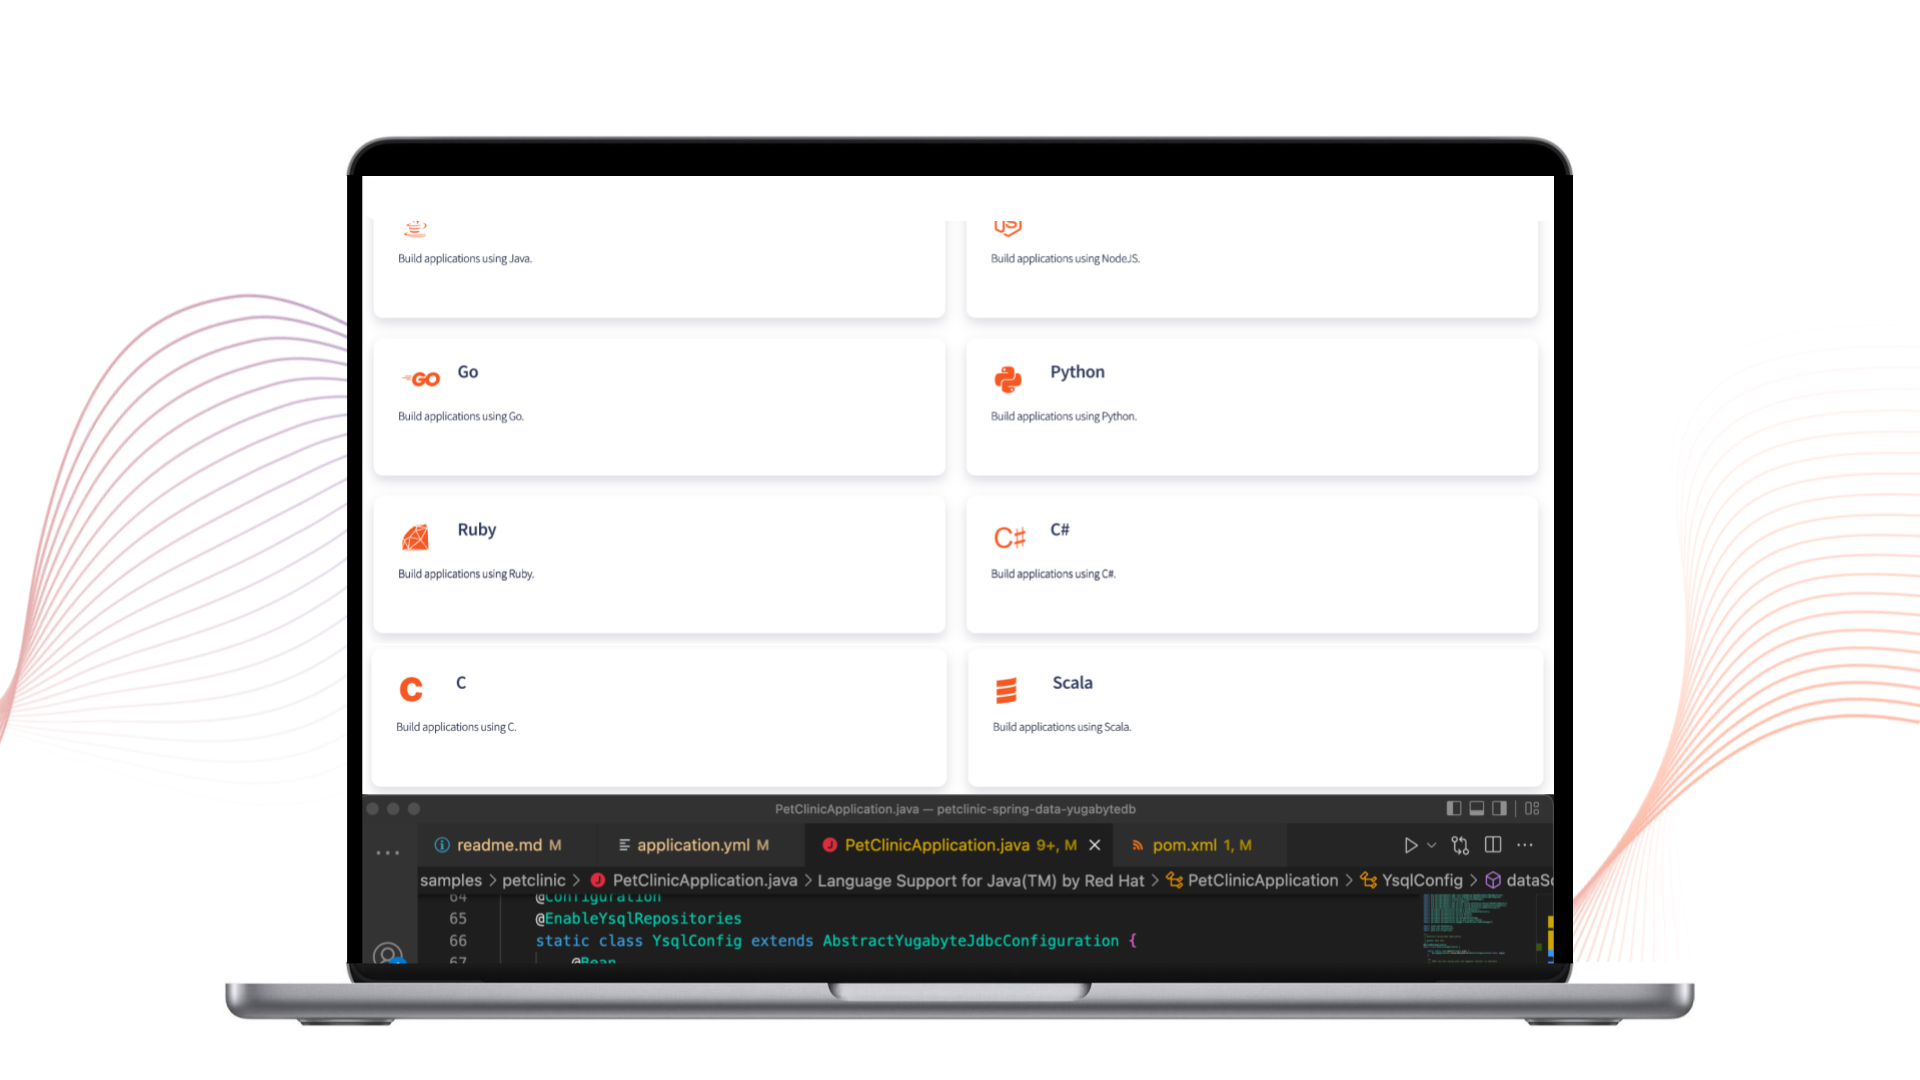 JS
Build applications using Java.
Build applications using NodeJS.
GO Go
Python
Build applications using Go.
Build applications using Python.
Ruby
C# C#
Build applications using Ruby.
Build applications using C#.
C C
Scala
Build applications using C.
Build applications using Scala.
PetClinicApplication.java — petclinic-spring-data-yugabytedb
readme.md M
application.yml M
PetClinicApplication.java 9+, M
pom.xml 1, M
samples > petclinic > PetClinicApplication.java > Language Support for Java(TM) by Red Hat > PetClinicApplication > YsqlConfig >
64 @Configuration
65 @EnableYsqlRepositories
66 static class YsqlConfig extends AbstractYugabyteJdbcConfiguration {
67 @Bean